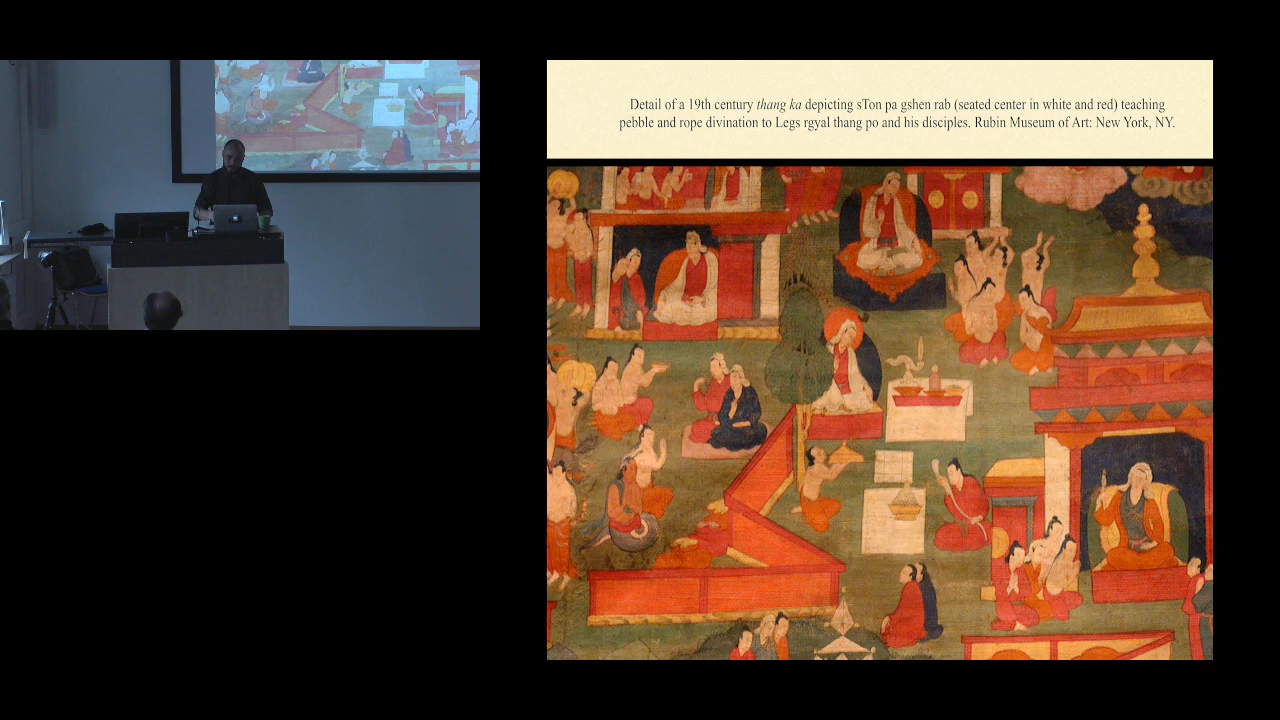 Detail of a 19th century thang ka depicting sTon pa gshen rab (seated center in white and red) teaching
pebble and rope divination to Legs rgyal thang po and his disciples. Rubin Museum of Art: New York, NY.